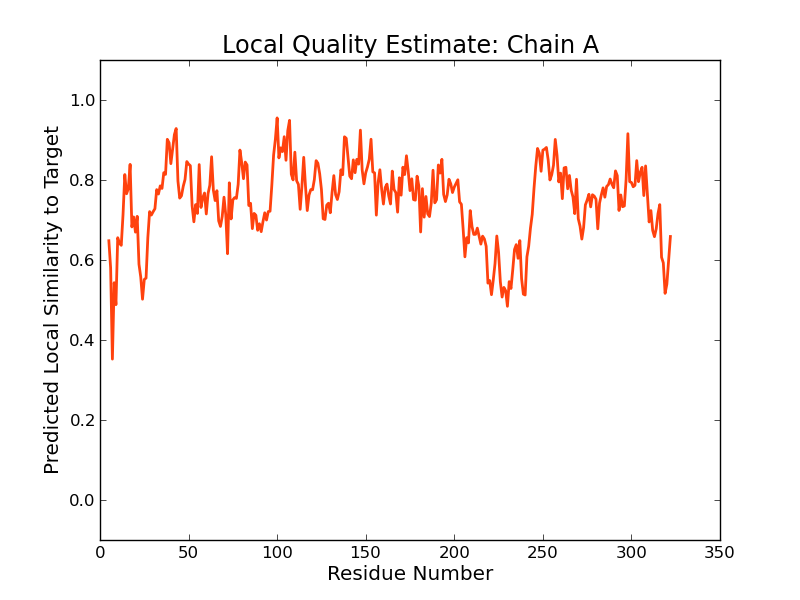 Local Quality Estimate: Chain A
Predicted Local Similarity to Target
1.0
0.8
0.6
0.4
0.2
0.0
0 50 100 150 200 250 300 350
Residue Number